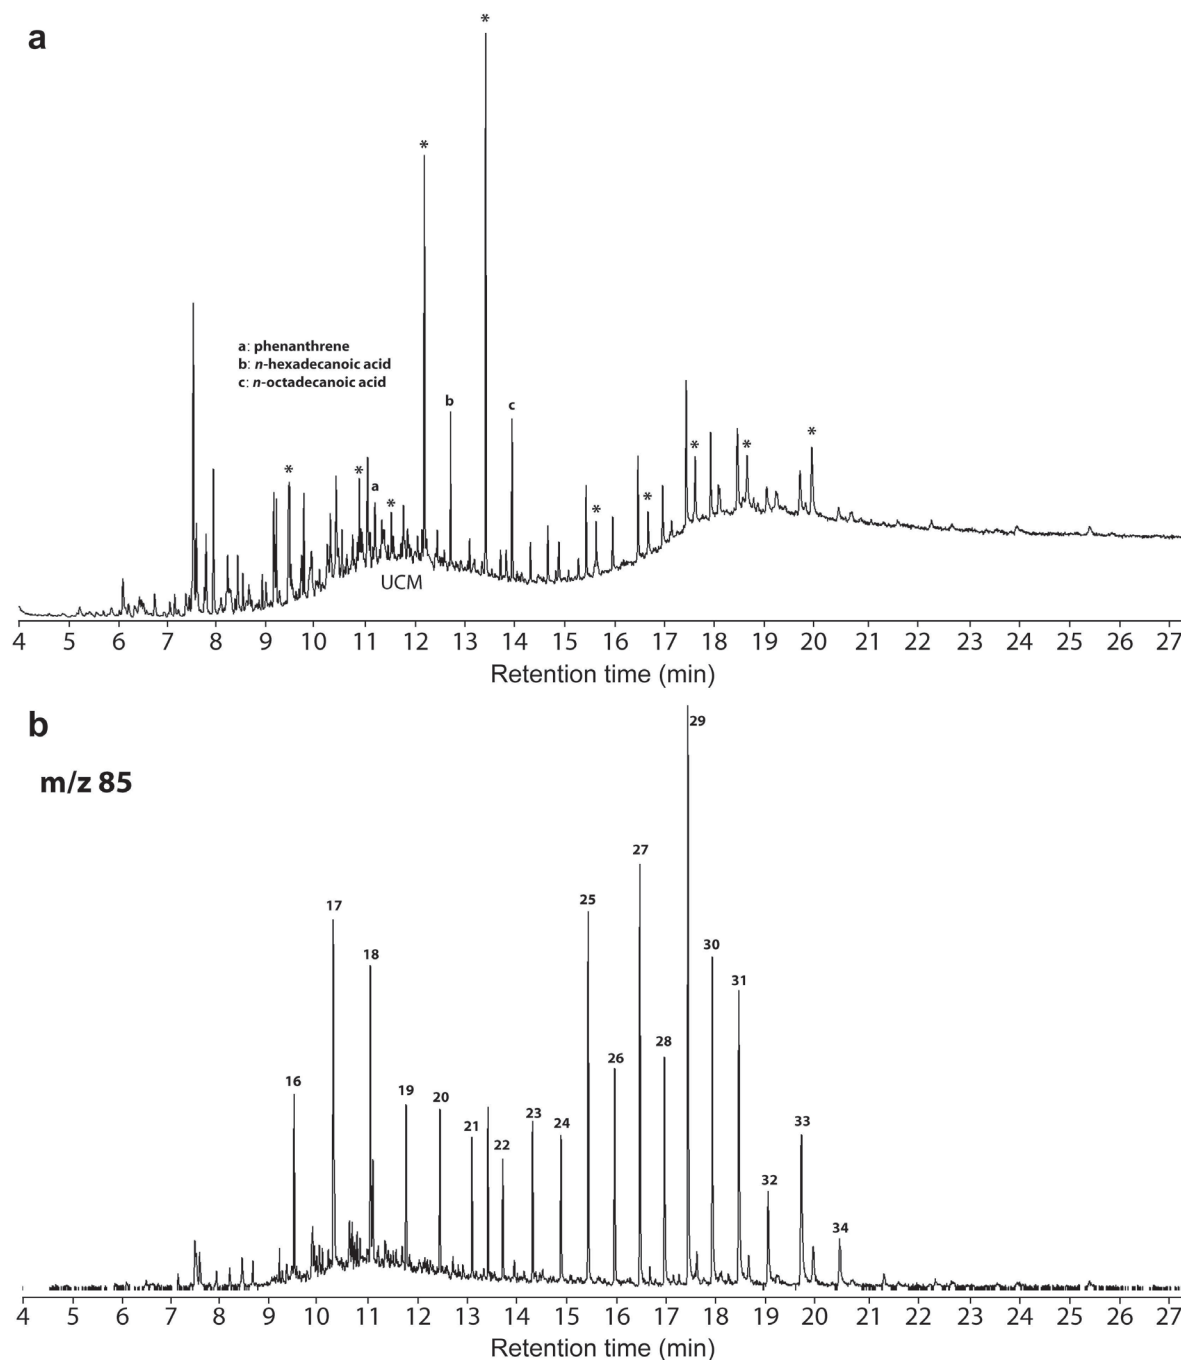 a
*
*
a: phenanthrene
b: n-hexadecanoic acid
c: n-octadecanoic acid
b
c
*
*
a
*
*
*
*
*
*
UCM
4 5 6 7 8 9 10 11 12 13 14 15 16 17 18 19 20 21 22 23 24 25 26 27
Retention time (min)
b
m/z 85
16
17
18
19
20
21
22
23
24
25
26
27
28
29
30
31
32
33
34
4 5 6 7 8 9 10 11 12 13 14 15 16 17 18 19 20 21 22 23 24 25 26 27
Retention time (min)